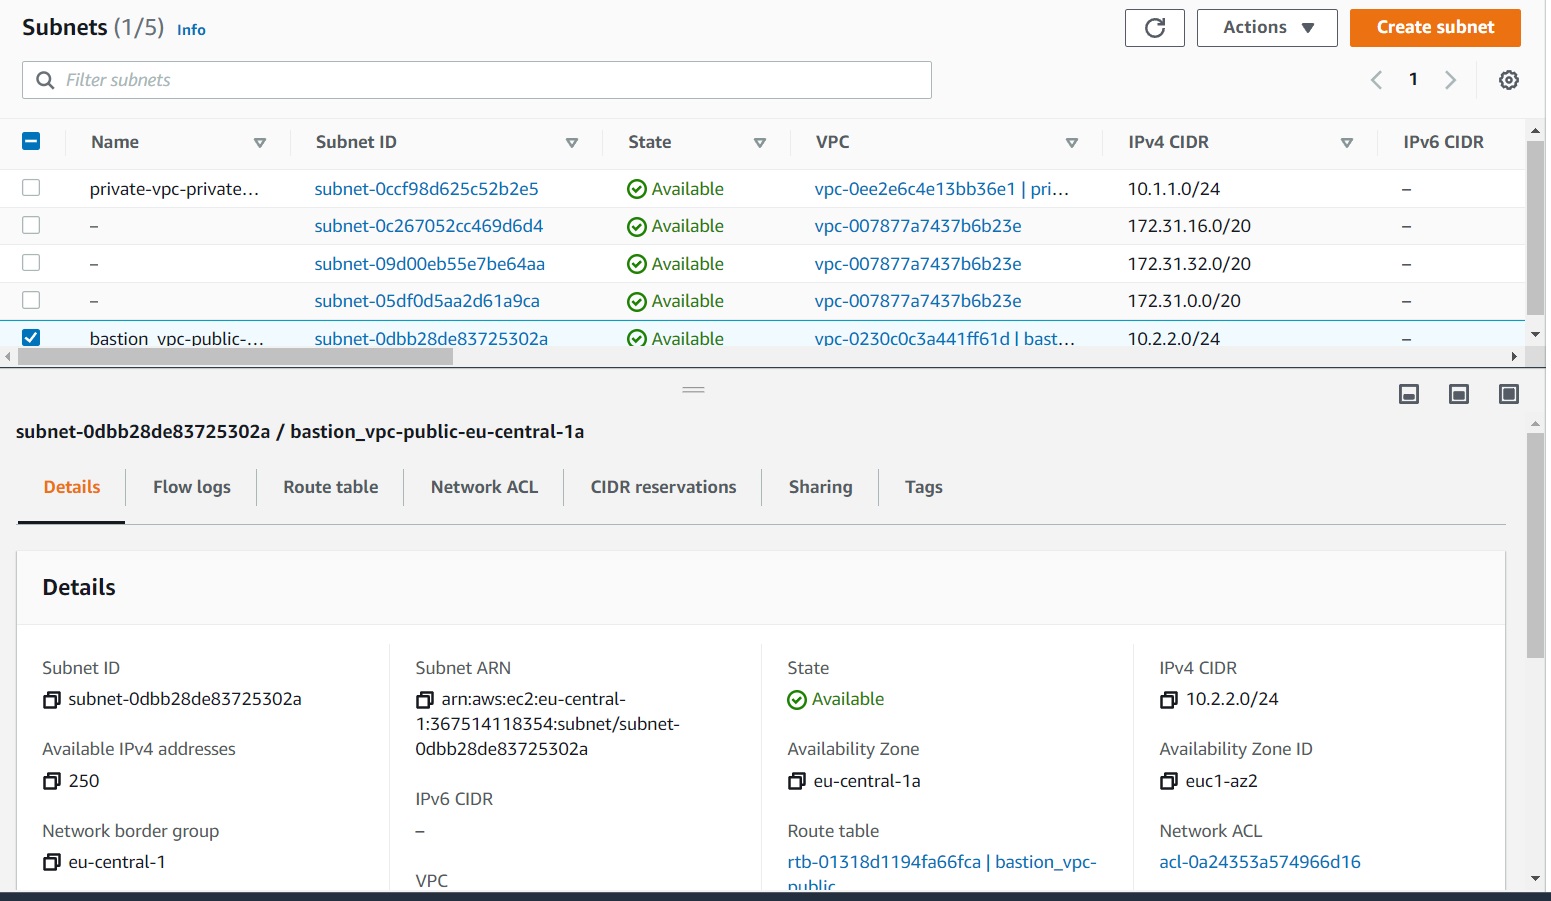 Subnets (1/5) Info
Actions
Create subnet
Filter subnets
1
Name Subnet ID State VPC IPv4 CIDR IPv6 CIDR
private-vpc-private... subnet-0ccf98d625c52b2e5 Available vpc-0ee2e6c4e13bb36e1 | pri... 10.1.1.0/24 –
– subnet-0c267052cc469d6d4 Available vpc-007877a7437b6b23e 172.31.16.0/20 –
– subnet-09d00eb55e7be64aa Available vpc-007877a7437b6b23e 172.31.32.0/20 –
– subnet-05df0d5aa2d61a9ca Available vpc-007877a7437b6b23e 172.31.0.0/20 –
bastion_vpc-public-... subnet-0dbb28de83725302a Available vpc-0230c0c3a441ff61d | bast... 10.2.2.0/24 –
subnet-0dbb28de83725302a / bastion_vpc-public-eu-central-1a
Details Flow logs Route table Network ACL CIDR reservations Sharing Tags
Details
Subnet ID
subnet-0dbb28de83725302a
Available IPv4 addresses
250
Network border group
eu-central-1
Subnet ARN
arn:aws:ec2:eu-central-
1:367514118354:subnet/subnet-
0dbb28de83725302a
IPv6 CIDR
–
VPC
State
Available
Availability Zone
eu-central-1a
Route table
rtb-01318d1194fa66fca | bastion_vpc-
public
IPv4 CIDR
10.2.2.0/24
Availability Zone ID
euc1-az2
Network ACL
acl-0a24353a574966d16